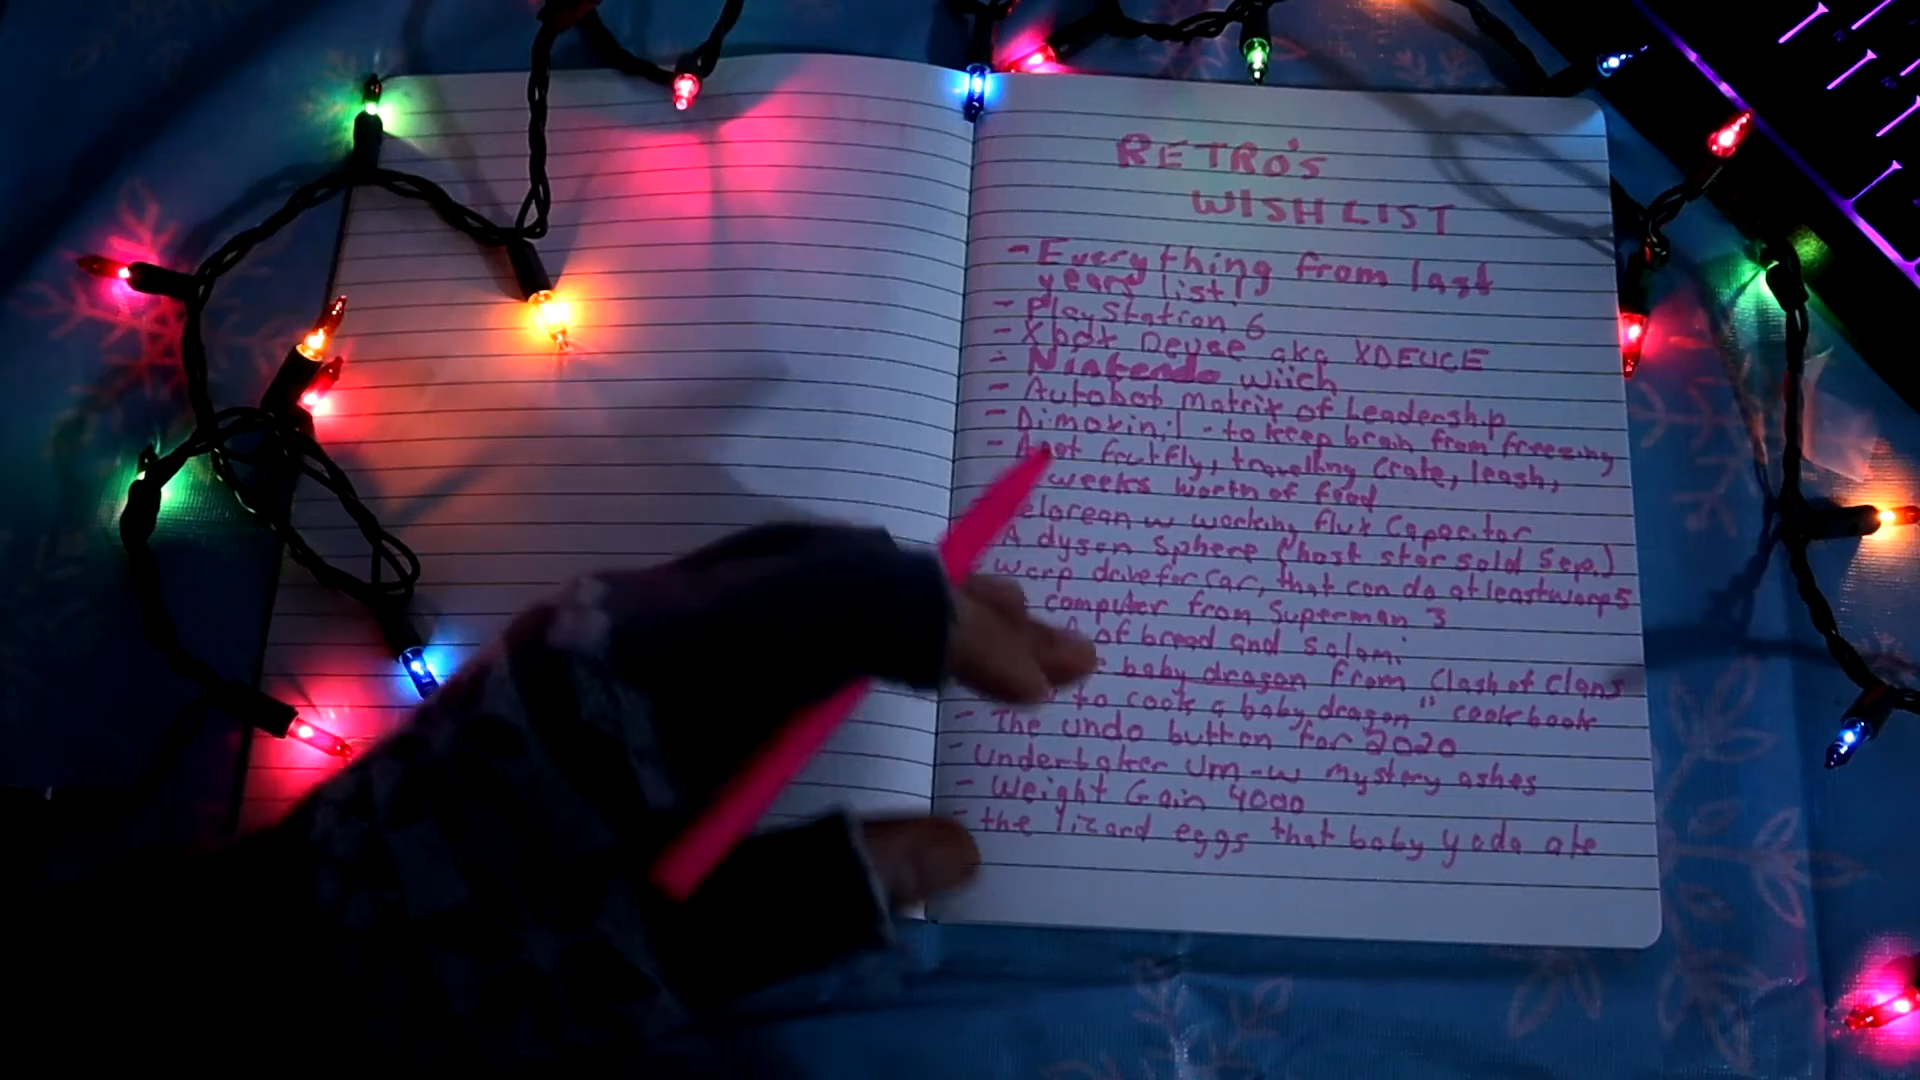 RETRO'S
WISHLIST
- Everything from last
years list.
- PlayStation 6
- Xbox Deuce aka XDEUCE
- Nintendo wiich
- Autobot matrix of Leadership
- to keep brain from freezing
fruitfly, travelling crate, leash,
weeks worth of food
elorean w working flux Capacitor
A dyson Sphere (host star sold sep.)
warp drive for car, that can do at least warp 5
computer from Superman 3
of bread and salami
baby dragon from Clash of Clans
to cook a baby dragon" cookbook
- The undo button for 2020
- Undertaker Urn - w mystery ashes
- Weight Gain 4000
- the lizard eggs that baby yoda ate